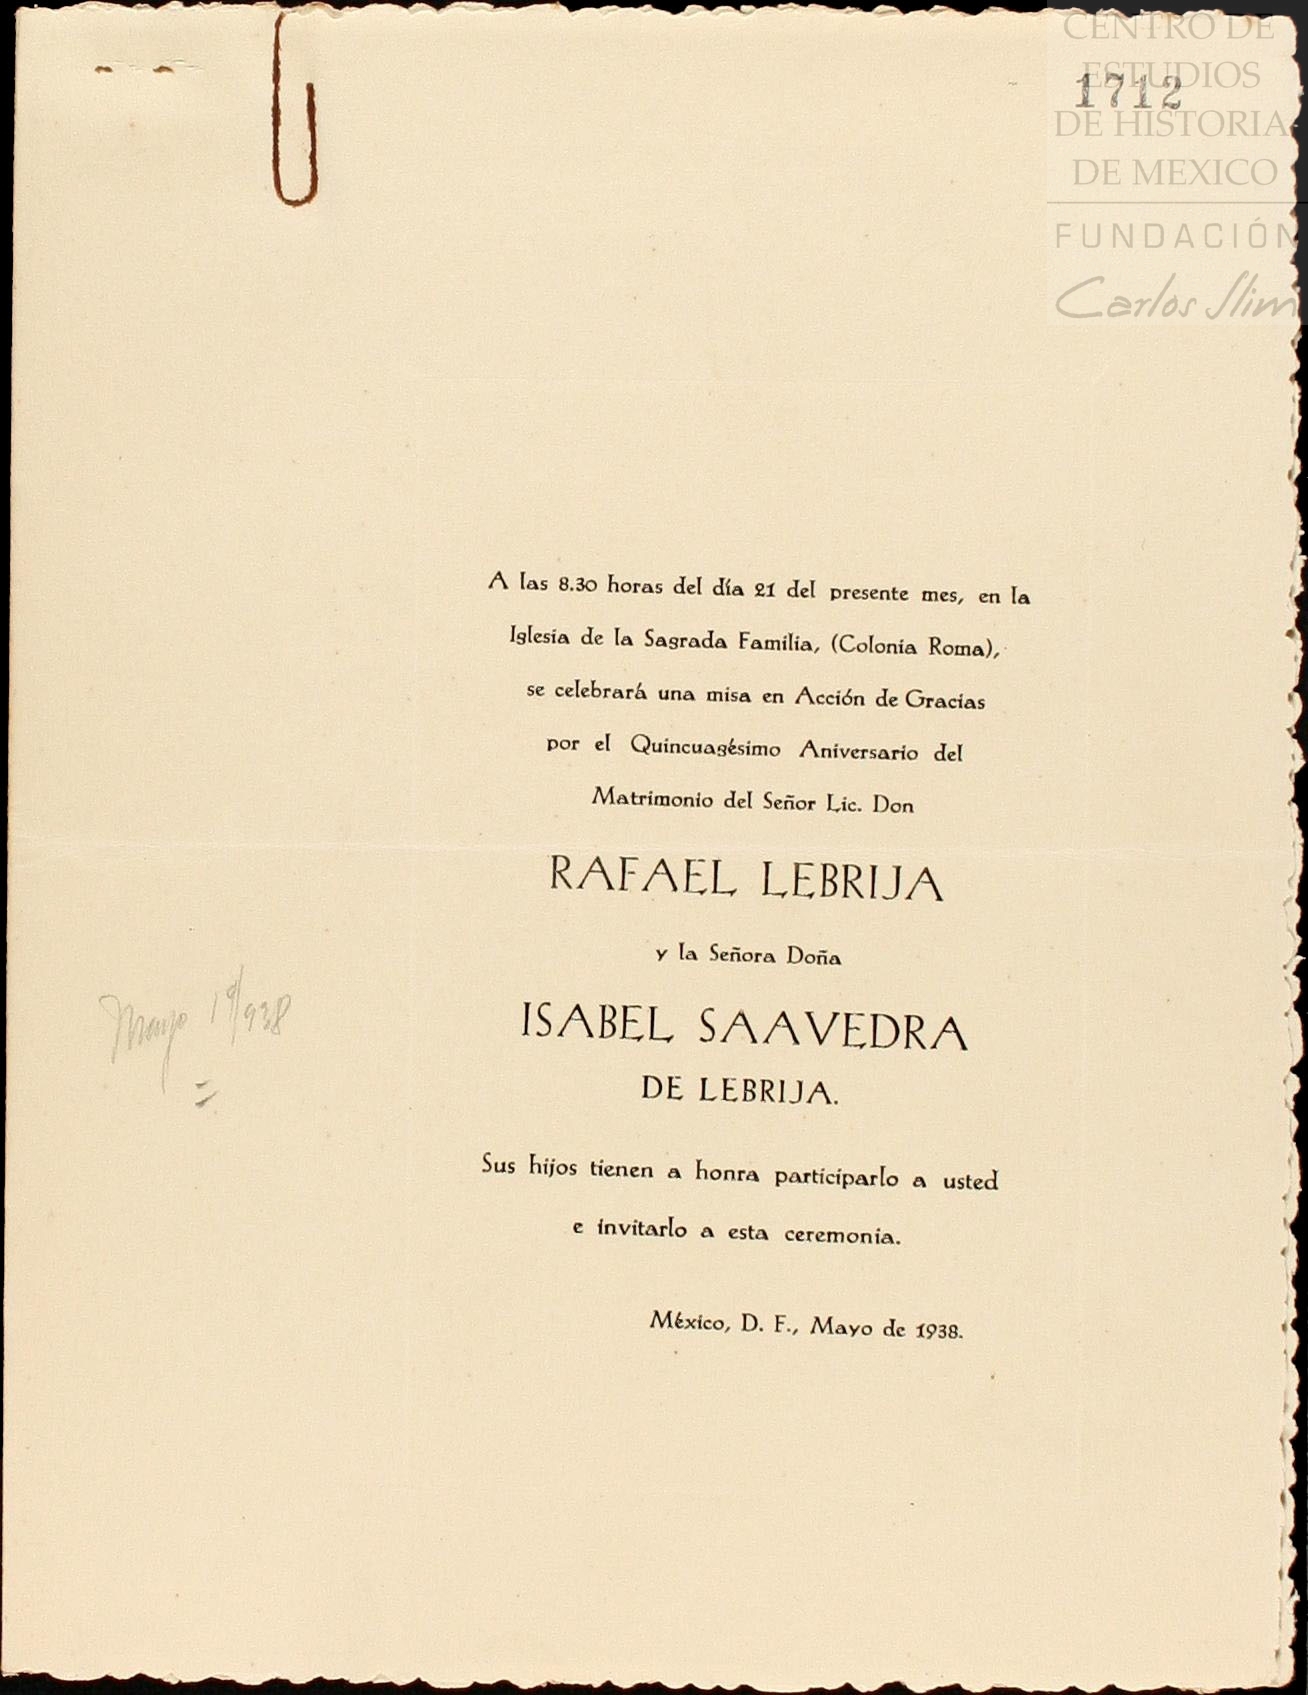 CENTRO DE
ESTUDIOS
1712
DE HISTORIA
DE MEXICO
FUNDACIÓN
Carlos Slim
A las 8.30 horas del día 21 del presente mes, en la
Iglesia de la Sagrada Familia, (Colonia Roma),
se celebrará una misa en Acción de Gracias
por el Quincuagésimo Aniversario del
Matrimonio del Señor Lic. Don
RAFAEL LEBRIJA
y la Señora Doña
ISABEL SAAVEDRA
DE LEBRIJA.
Mayo 19/938
Sus hijos tienen a honra participarlo a usted
e invitarlo a esta ceremonia.
México, D. F., Mayo de 1938.